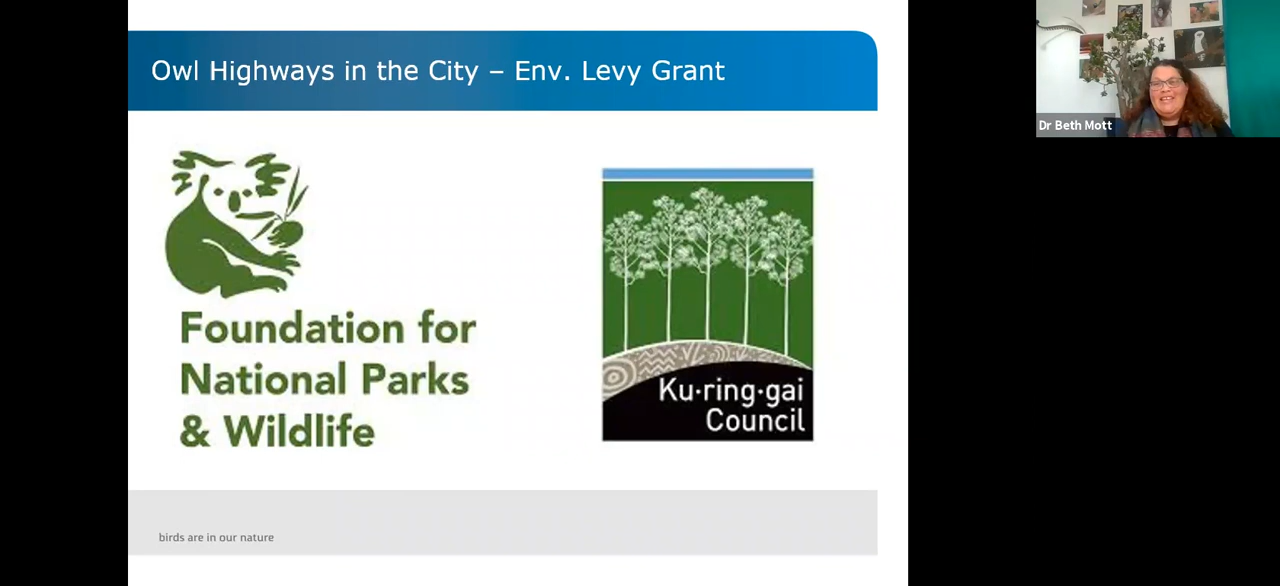 Owl Highways in the City – Env. Levy Grant
Dr Beth Mott
Foundation for
National Parks
& Wildlife
Ku·ring·gai
Council
birds are in our nature